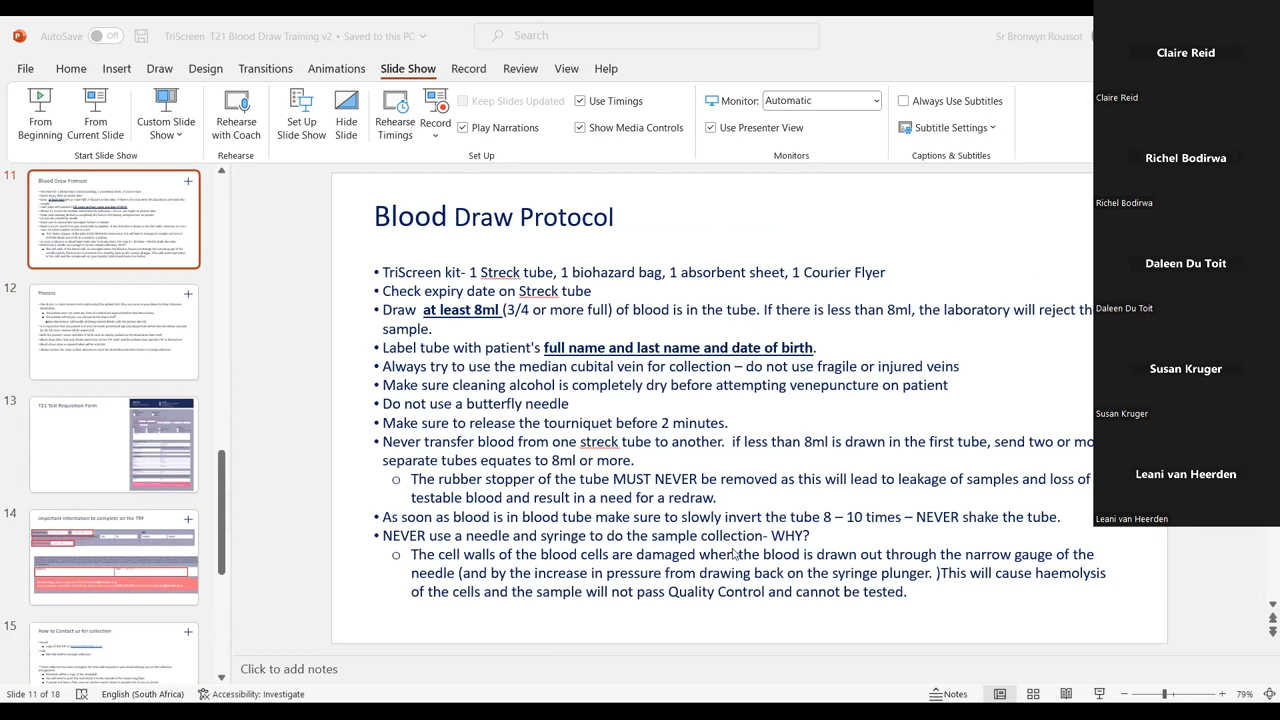 AutoSave Off TriScreen T21 Blood Draw Training v2 • Saved to this PC Search Sr Bronwyn Roussot
File Home Insert Draw Design Transitions Animations Slide Show Record Review View Help
From Beginning
From Current Slide
Custom Slide Show
Start Slide Show
Rehearse with Coach
Rehearse
Set Up Slide Show
Hide Slide
Rehearse Timings
Record
Keep Slides Updated
Play Narrations
Use Timings
Show Media Controls
Set Up
Monitor: Automatic
Use Presenter View
Monitors
Always Use Subtitles
Subtitle Settings
Captions & Subtitles
11
Blood Draw Protocol
12
Process
13
T21 Test Requisition Form
14
Important information to complete on the TRF
15
How to Contact us for collection
Blood Draw Protocol
• TriScreen kit- 1 Streck tube, 1 biohazard bag, 1 absorbent sheet, 1 Courier Flyer
• Check expiry date on Streck tube
• Draw at least 8ml (3/4 or more full) of blood is in the tube. If there is less than 8ml, the laboratory will reject th
sample.
• Label tube with patient's full name and last name and date of birth.
• Always try to use the median cubital vein for collection – do not use fragile or injured veins
• Make sure cleaning alcohol is completely dry before attempting venepuncture on patient
• Do not use a butterfly needle
• Make sure to release the tourniquet before 2 minutes.
• Never transfer blood from one streck tube to another. if less than 8ml is drawn in the first tube, send two or mo
separate tubes equates to 8ml or more.
o The rubber stopper of the tube MUST NEVER be removed as this will lead to leakage of samples and loss of
testable blood and result in a need for a redraw.
• As soon as blood is in blood tube make sure to slowly invert the tube 8 – 10 times – NEVER shake the tube.
• NEVER use a needle and syringe to do the sample collection- WHY?
o The cell walls of the blood cells are damaged when the blood is drawn out through the narrow gauge of the
needle (and by the increase in pressure from drawing back on the syringe plunger. )This will cause haemolysis
of the cells and the sample will not pass Quality Control and cannot be tested.
Click to add notes
Slide 11 of 18 English (South Africa) Accessibility: Investigate Notes 79%
Claire Reid
Claire Reid
Richel Bodirwa
Richel Bodirwa
Daleen Du Toit
Daleen Du Toit
Susan Kruger
Susan Kruger
Leani van Heerden
Leani van Heerden